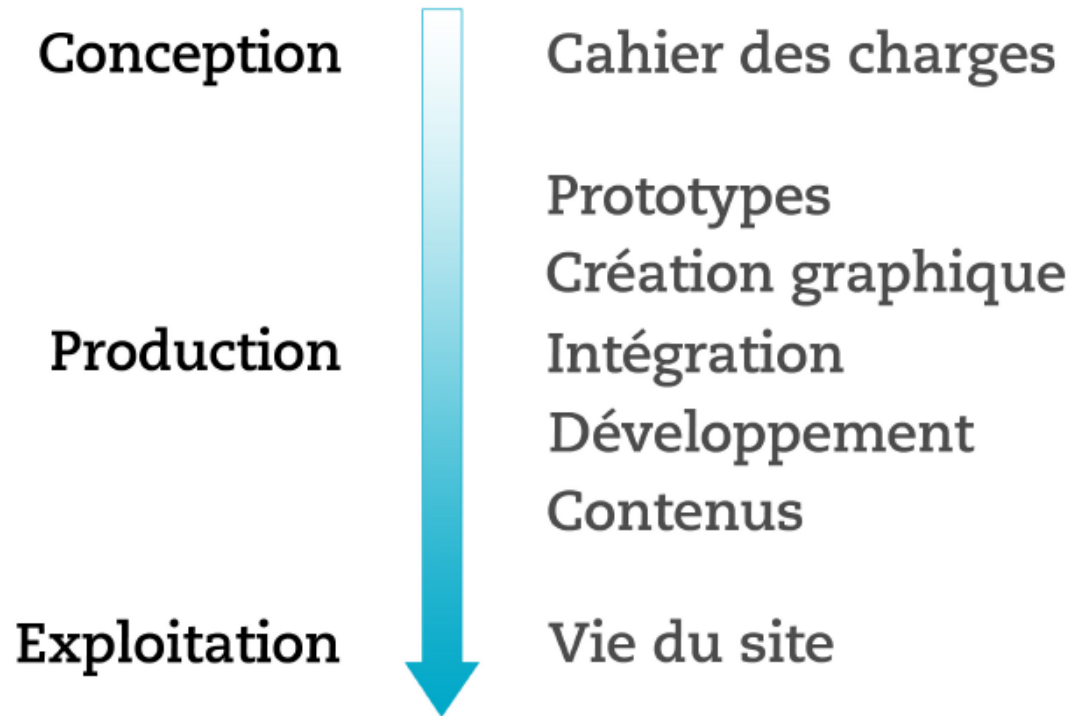 Conception
Cahier des charges
Prototypes
Création graphique
Production
Intégration
Développement
Contenus
Exploitation
Vie du site